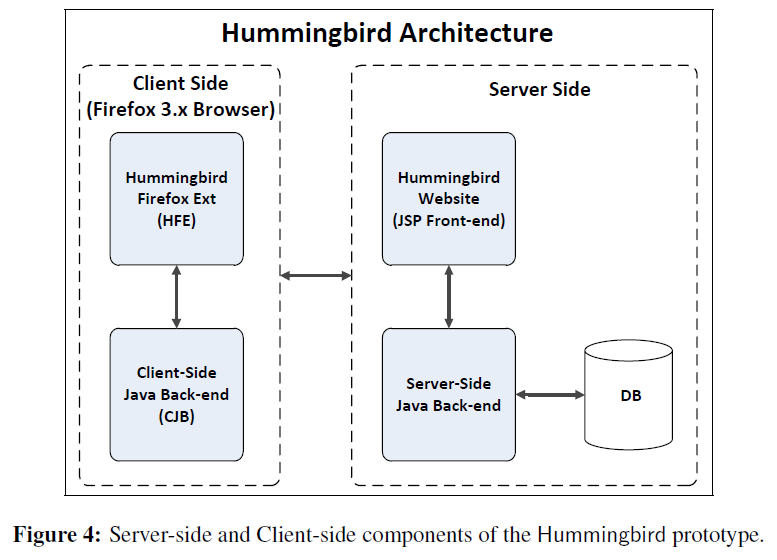 Hummingbird Architecture
Client Side
(Firefox 3.x Browser)
Hummingbird
Firefox Ext
(HFE)
Client-Side
Java Back-end
(CJB)
Server Side
Hummingbird
Website
(JSP Front-end)
Server-Side
Java Back-end
DB
Figure 4: Server-side and Client-side components of the Hummingbird prototype.